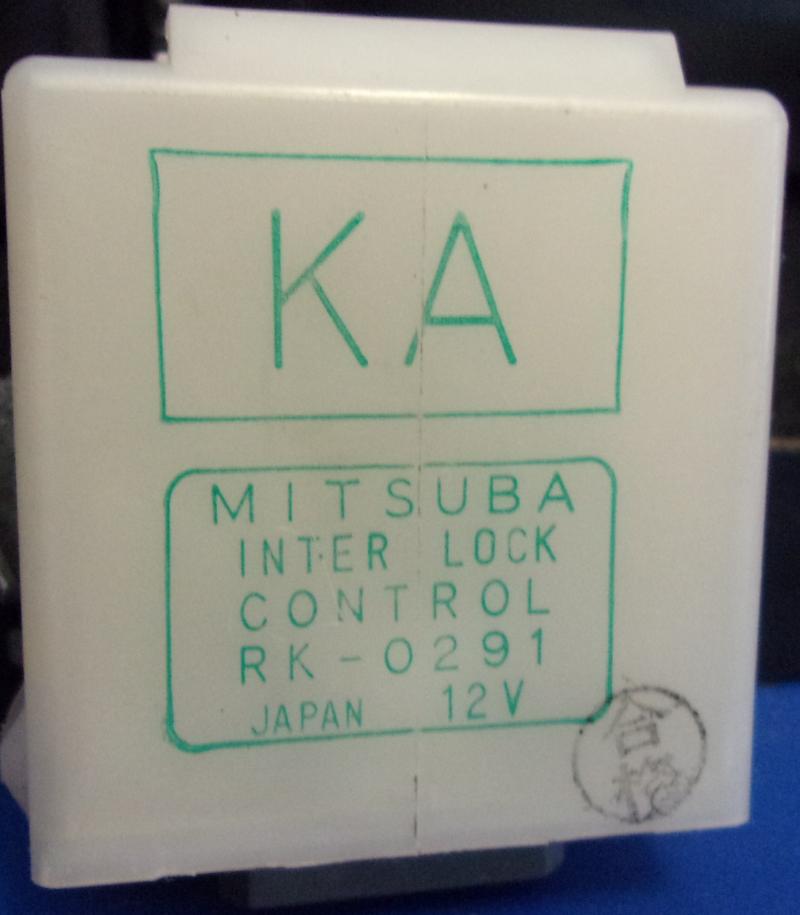 KA
MITSUBA
INTER LOCK
CONTROL
RK-0291
JAPAN 12V
合格